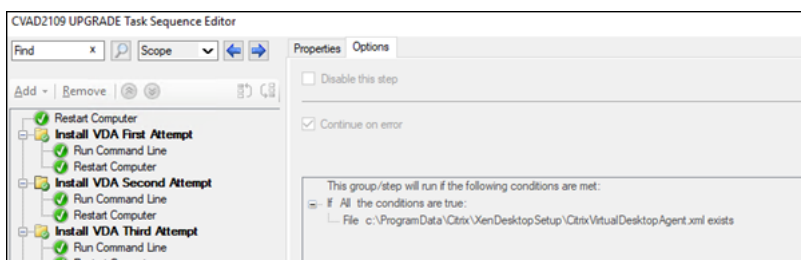 CVAD2109 UPGRADE Task Sequence Editor
Find x Scope
Properties Options
Add Remove
Disable this step
Continue on error
Restart Computer
Install VDA First Attempt
Run Command Line
Restart Computer
Install VDA Second Attempt
Run Command Line
Restart Computer
Install VDA Third Attempt
Run Command Line
This group/step will run if the following conditions are met:
If All the conditions are true:
File c:\ProgramData\Citrix\XenDesktopSetup\CitrixVirtualDesktopAgent.xml exists